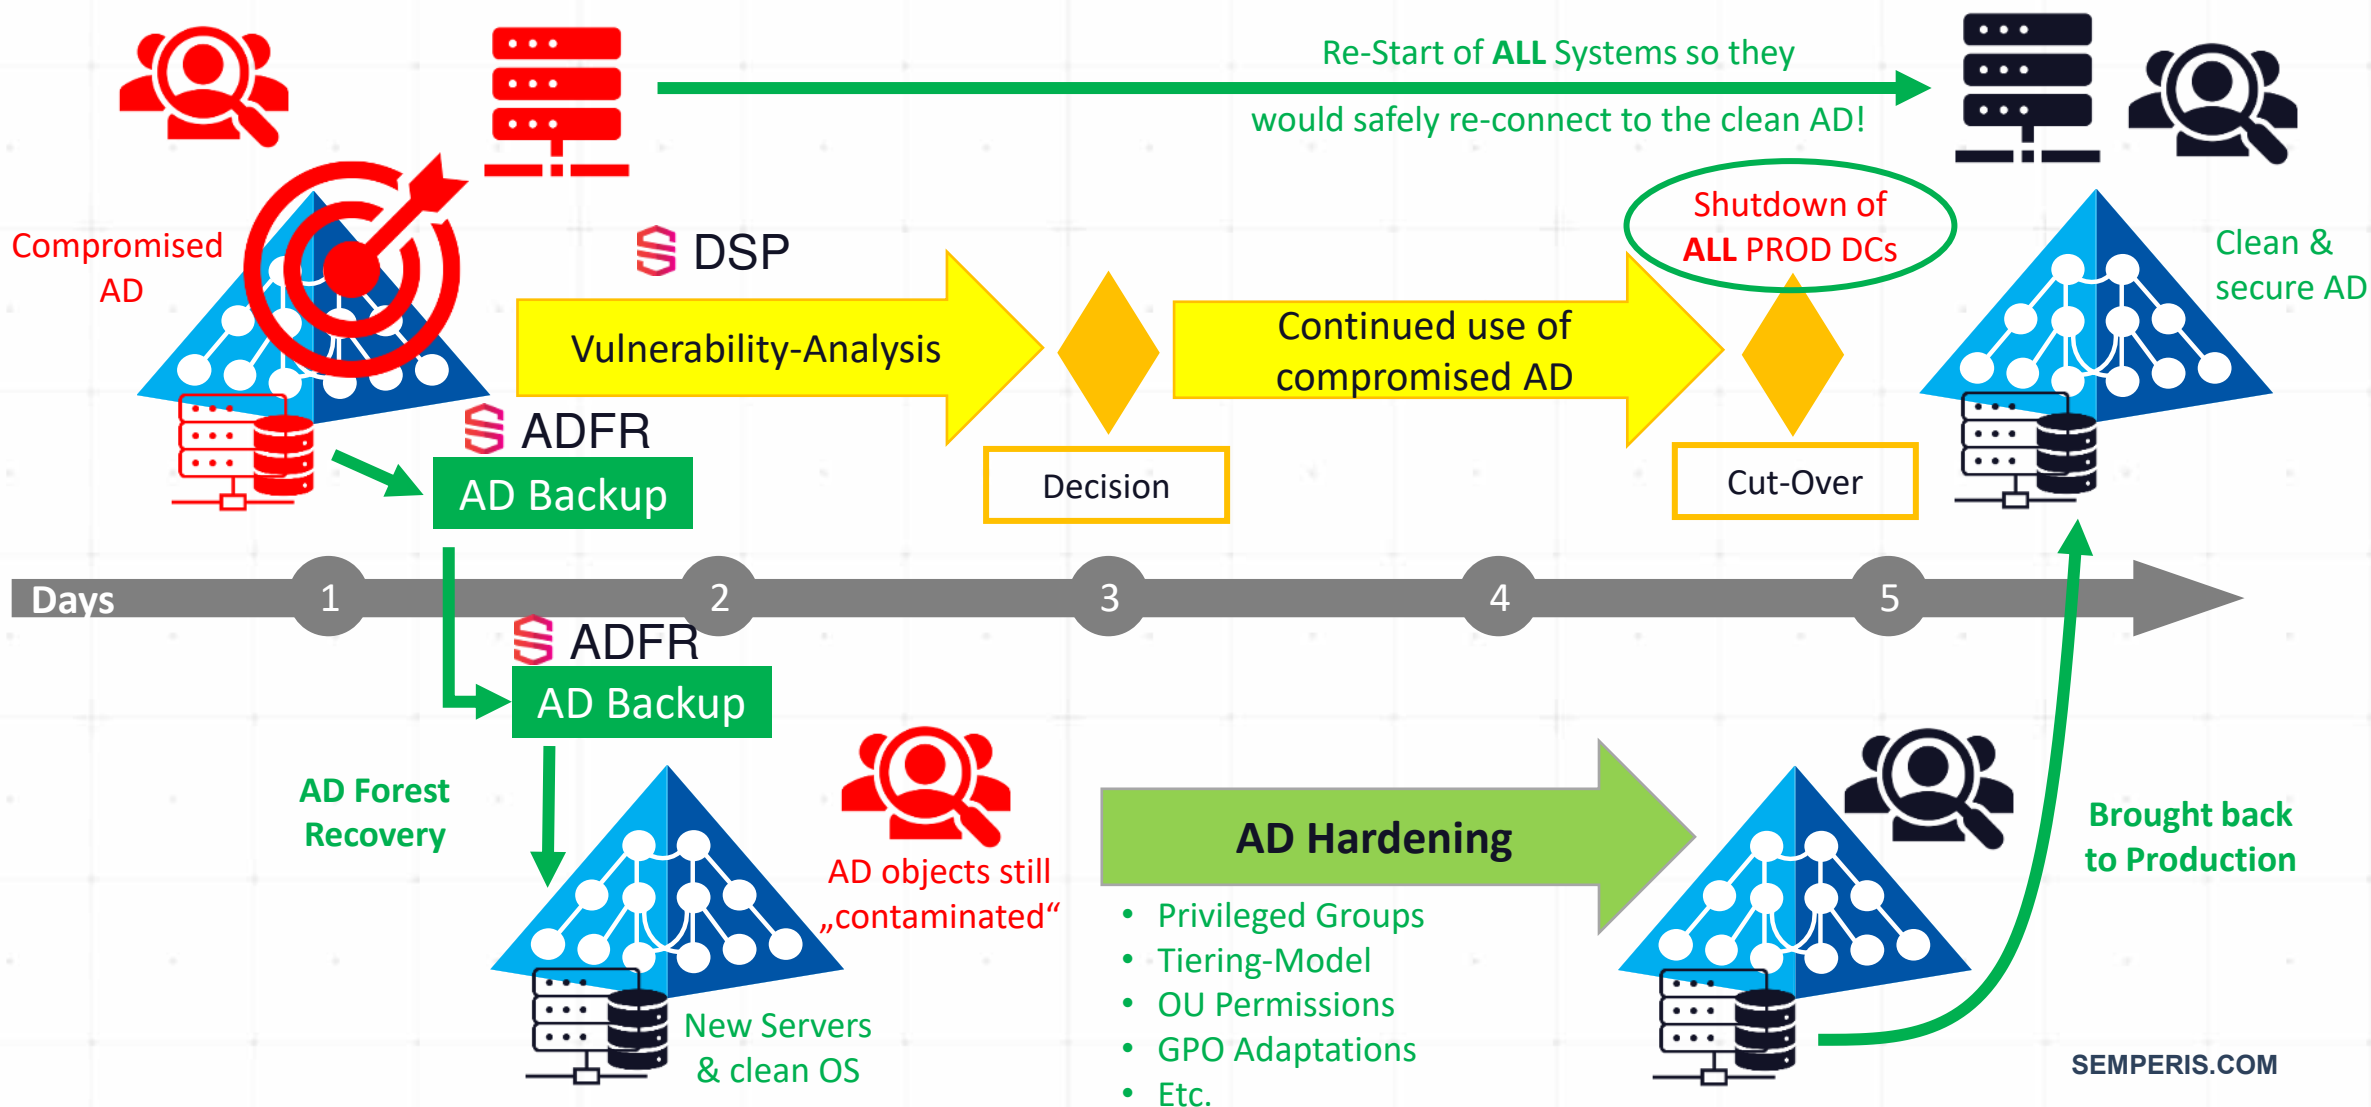 Re-Start of ALL Systems so they
would safely re-connect to the clean AD!
Compromised
AD
DSP
Vulnerability-Analysis
Continued use of
compromised AD
Shutdown of
ALL PROD DCs
Clean &
secure AD
ADFR
AD Backup
Decision
Cut-Over
Days
1
2
3
4
5
ADFR
AD Backup
AD Forest
Recovery
AD objects still
„contaminated“
New Servers
& clean OS
AD Hardening
• Privileged Groups
• Tiering-Model
• OU Permissions
• GPO Adaptations
• Etc.
Brought back
to Production
SEMPERIS.COM